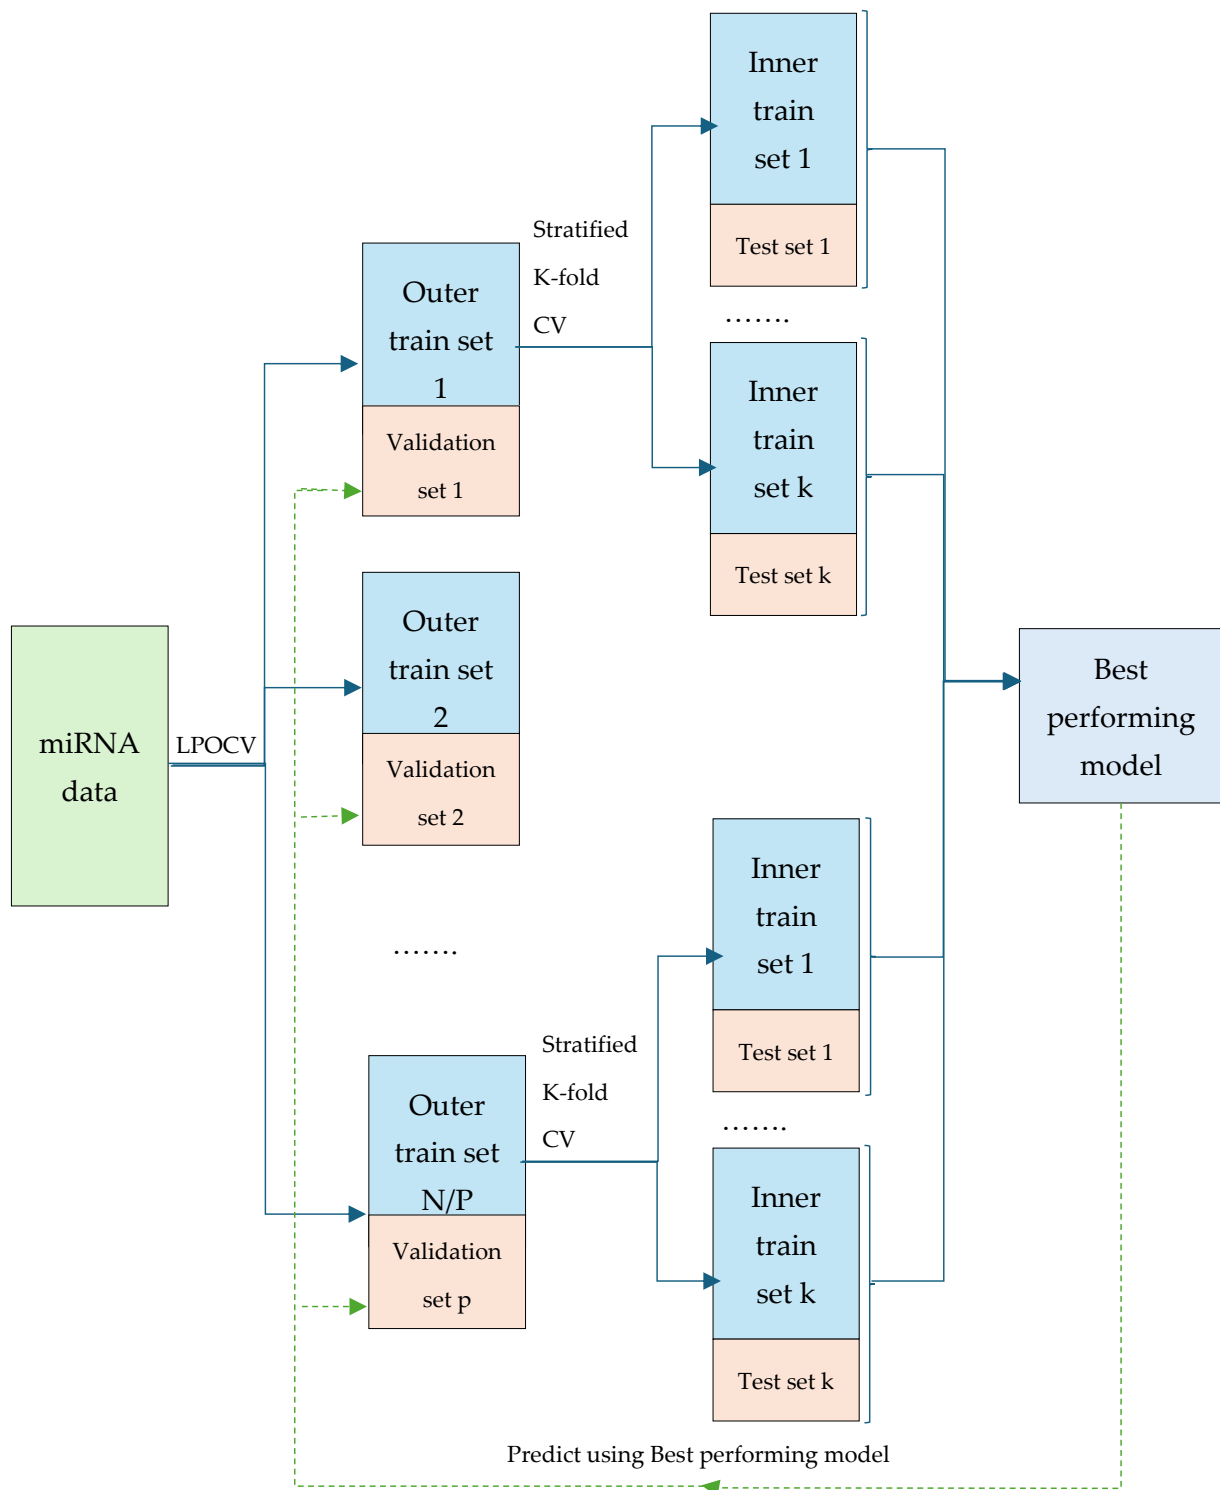 miRNA
data
LPOCV
Outer
train set
1
Validation
set 1
Outer
train set
2
Validation
set 2
…….
Outer
train set
N/P
Validation
set p
Stratified
K-fold
CV
Inner
train
set 1
Test set 1
…….
Inner
train
set k
Test set k
Stratified
K-fold
CV
Inner
train
set 1
Test set 1
…….
Inner
train
set k
Test set k
Best
performing
model
Predict using Best performing model